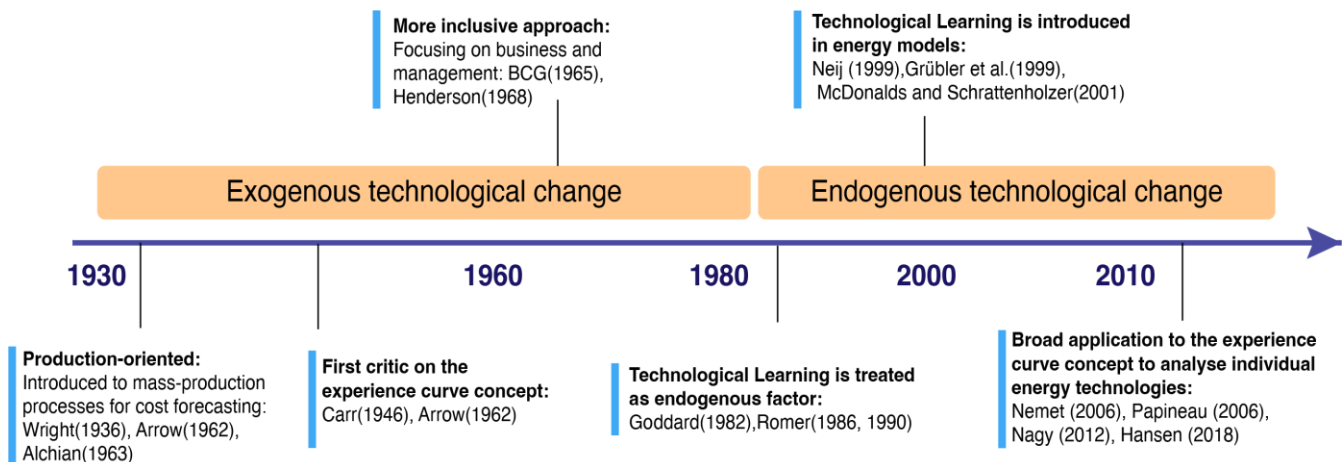 More inclusive approach:
Focusing on business and
management: BCG(1965),
Henderson(1968)
Technological Learning is introduced
in energy models:
Neij (1999),Grübler et al.(1999),
McDonalds and Schrattenholzer(2001)
Exogenous technological change
Endogenous technological change
1930
1960
1980
2000
2010
Production-oriented:
Introduced to mass-production
processes for cost forecasting:
Wright(1936), Arrow(1962),
Alchian(1963)
First critic on the
experience curve concept:
Carr(1946), Arrow(1962)
Technological Learning is treated
as endogenous factor:
Goddard(1982),Romer(1986, 1990)
Broad application to the experience
curve concept to analyse individual
energy technologies:
Nemet (2006), Papineau (2006),
Nagy (2012), Hansen (2018)